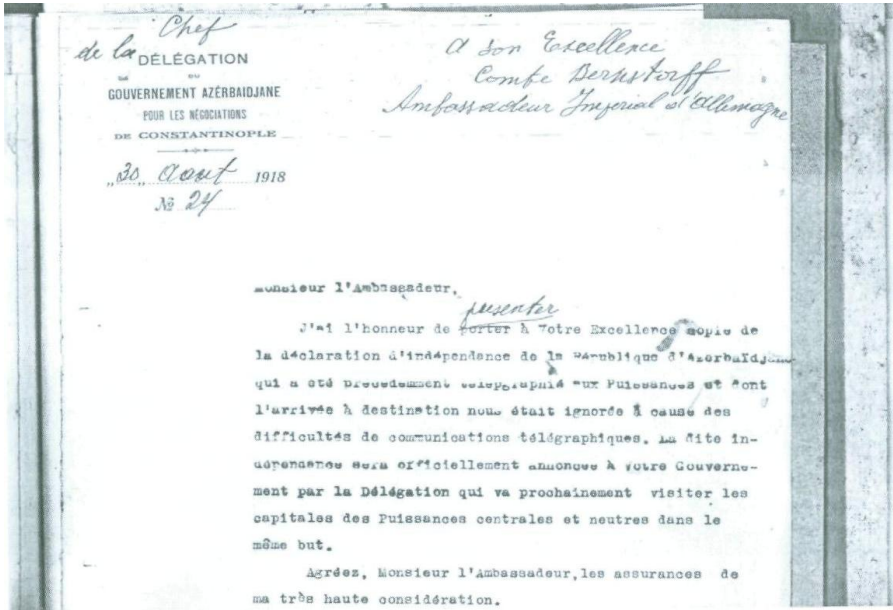 Chef
de la DÉLÉGATION
DU
GOUVERNEMENT AZÉRBAIDJANE
POUR LES NÉGOCIATIONS
DE CONSTANTINOPLE
„30„ Aout 1918
№ 24
A son Excellence
Comte Bernstorff
Ambassadeur Imperial d'Allemagne
Monsieur l'Ambassadeur,
presenter
J'ai l'honneur de porter à Votre Excellence copie de
la déclaration d'indépendance de la République d'Azerbaïdjane
qui a été précédemment télégraphié aux Puissances et dont
l'arrivée à destination nous était ignorée à cause des
difficultés de communications télégraphiques. La dite in-
dépendance sera officiellement annoncée à Votre Gouverne-
ment par la Délégation qui va prochainement visiter les
capitales des Puissances centrales et neutres dans le
même but.
Agréez, Monsieur l'Ambassadeur,les assurances de
ma très haute considération.